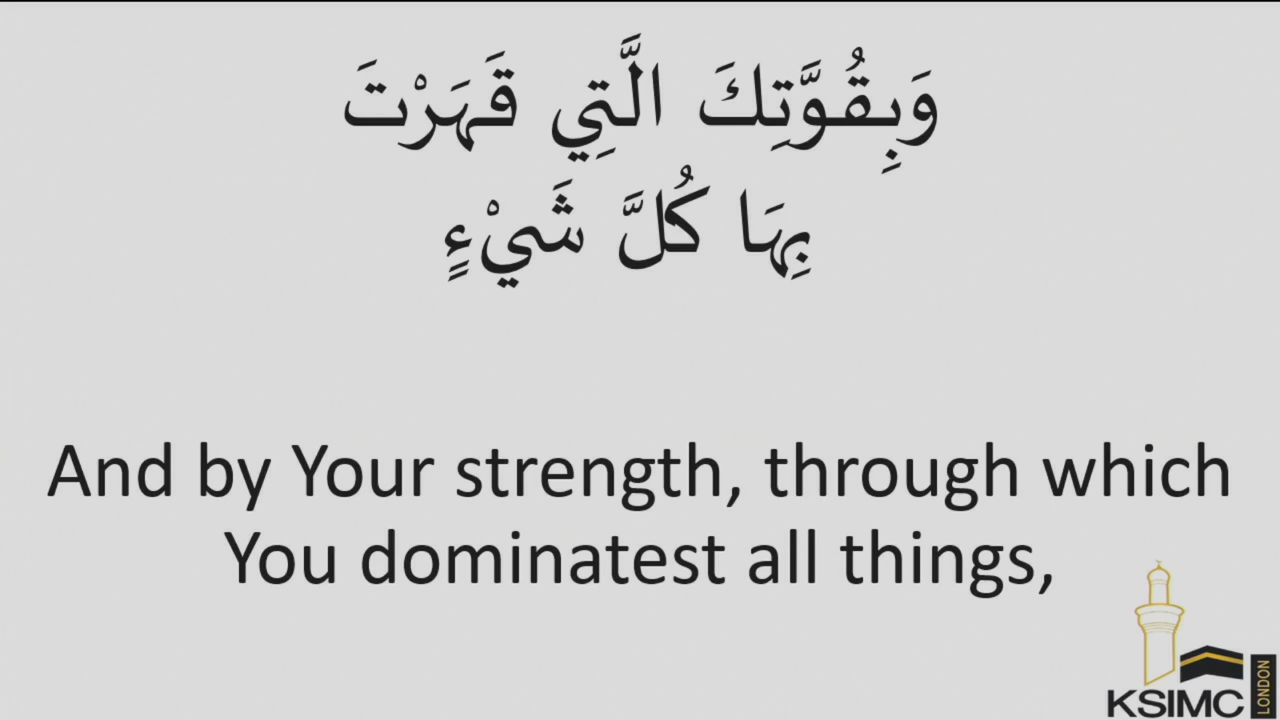 وَبِقُوَّتِكَ الَّتِي قَهَرْتَ
بِهَا كُلَّ شَيْءٍ
And by Your strength, through which
You dominatest all things,
KSIMC
LONDON